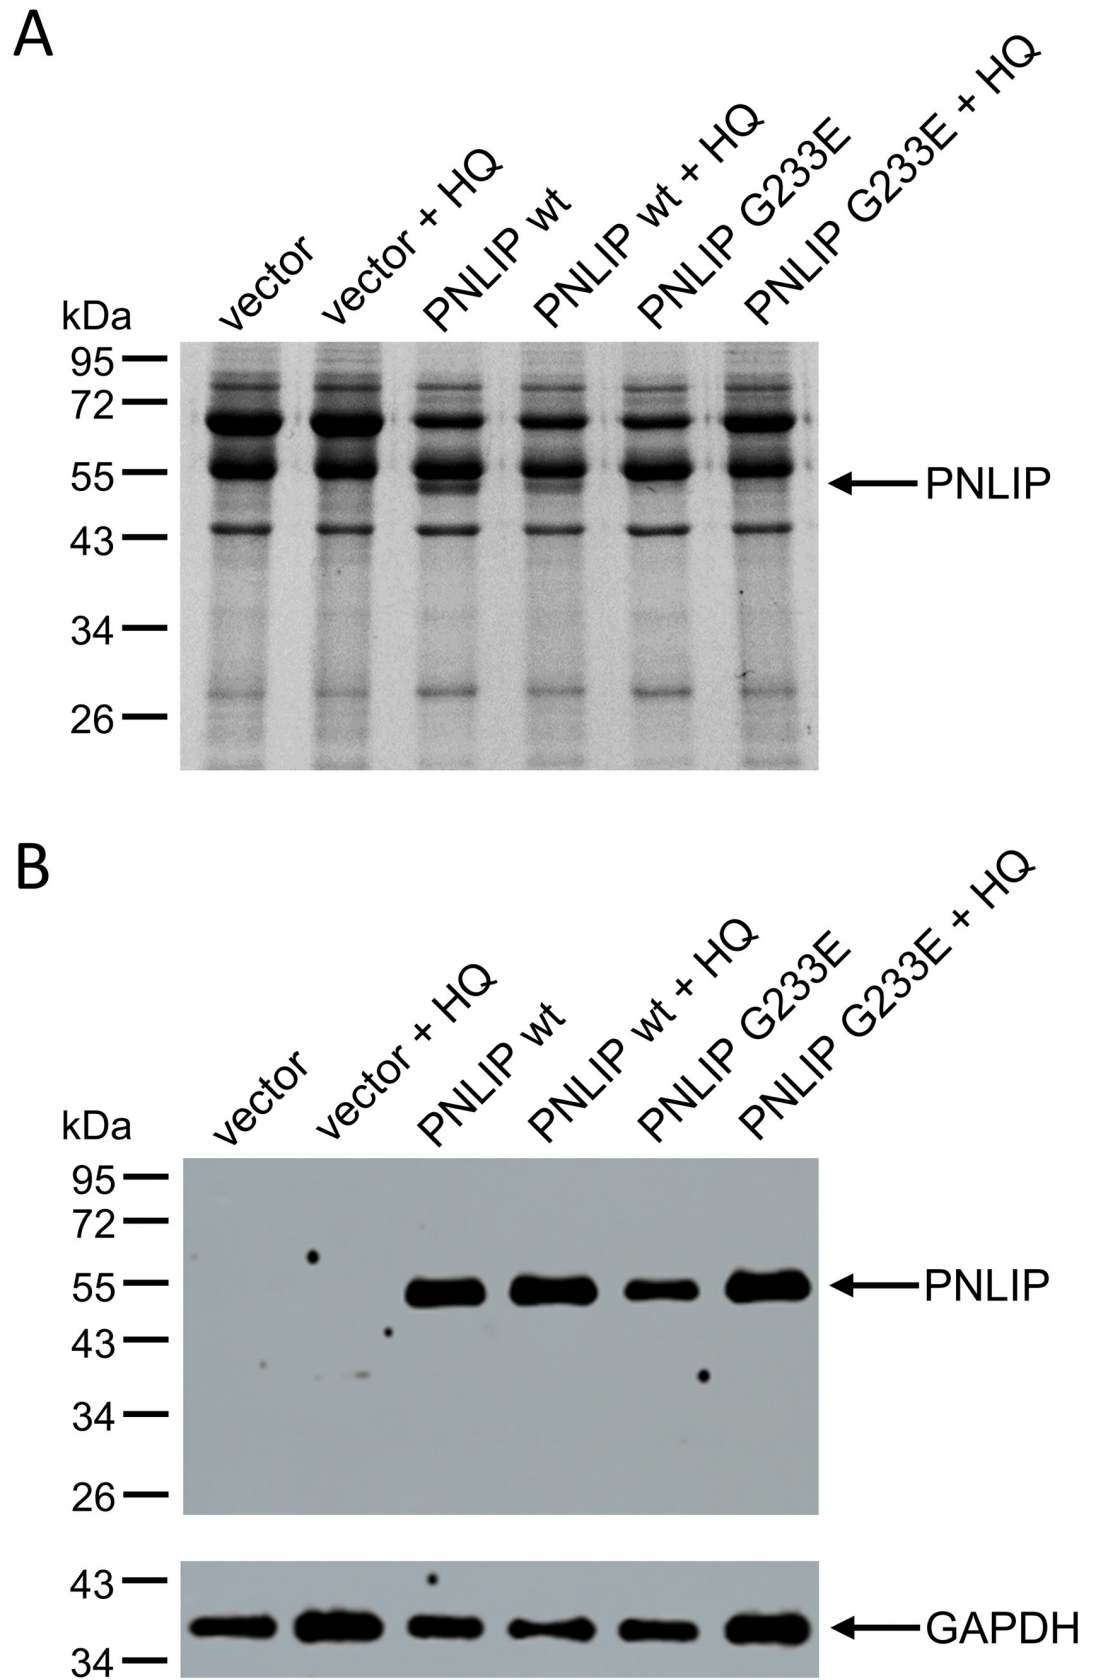 A
vector
vector + HQ
PNLIP wt
PNLIP wt + HQ
PNLIP G233E
PNLIP G233E + HQ
kDa
95
72
55
43
34
26
PNLIP
B
vector
vector + HQ
PNLIP wt
PNLIP wt + HQ
PNLIP G233E
PNLIP G233E + HQ
kDa
95
72
55
43
34
26
PNLIP
43
34
GAPDH